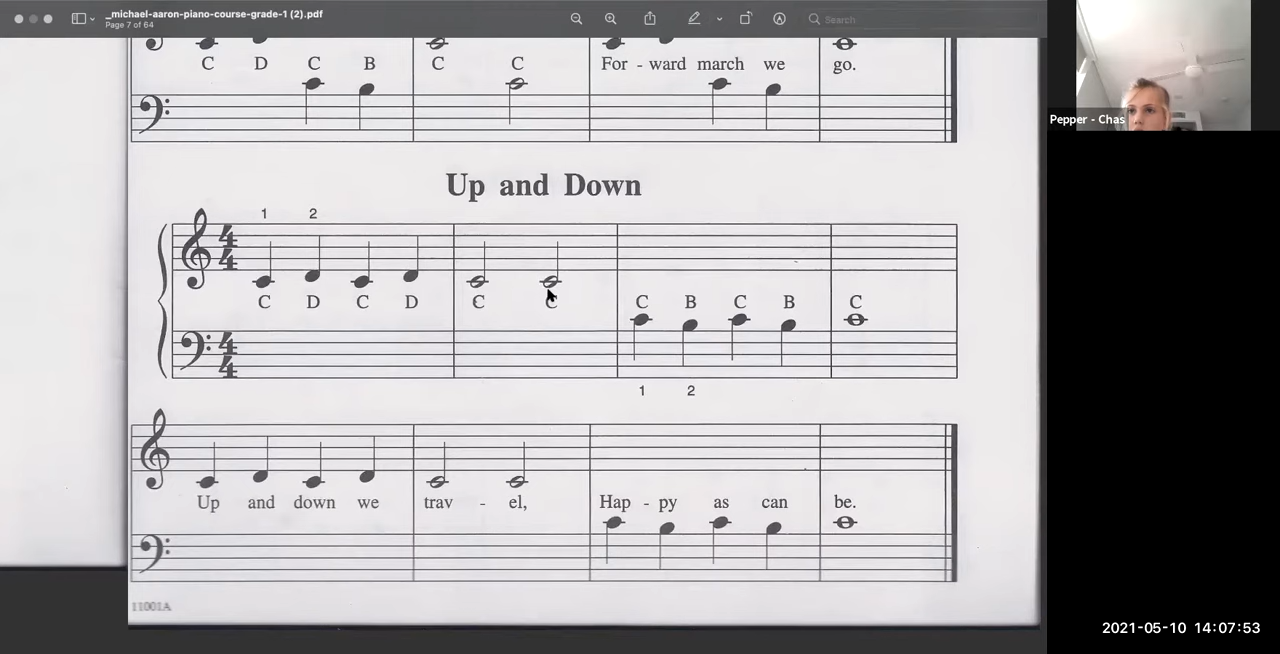 _michael-aaron-piano-course-grade-1 (2).pdf
Page 7 of 64
Search
C D C B C C For - ward march we go.
Pepper - Chas
Up and Down
1 2
4
4
C D C D C C C B C B C
4
4
1 2
Up and down we trav - el, Hap - py as can be.
11001A
2021-05-10 14:07:53